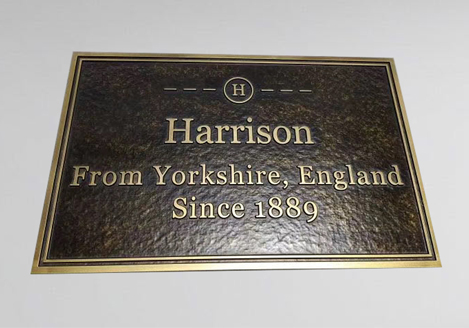 H
Harrison
From Yorkshire, England
Since 1889